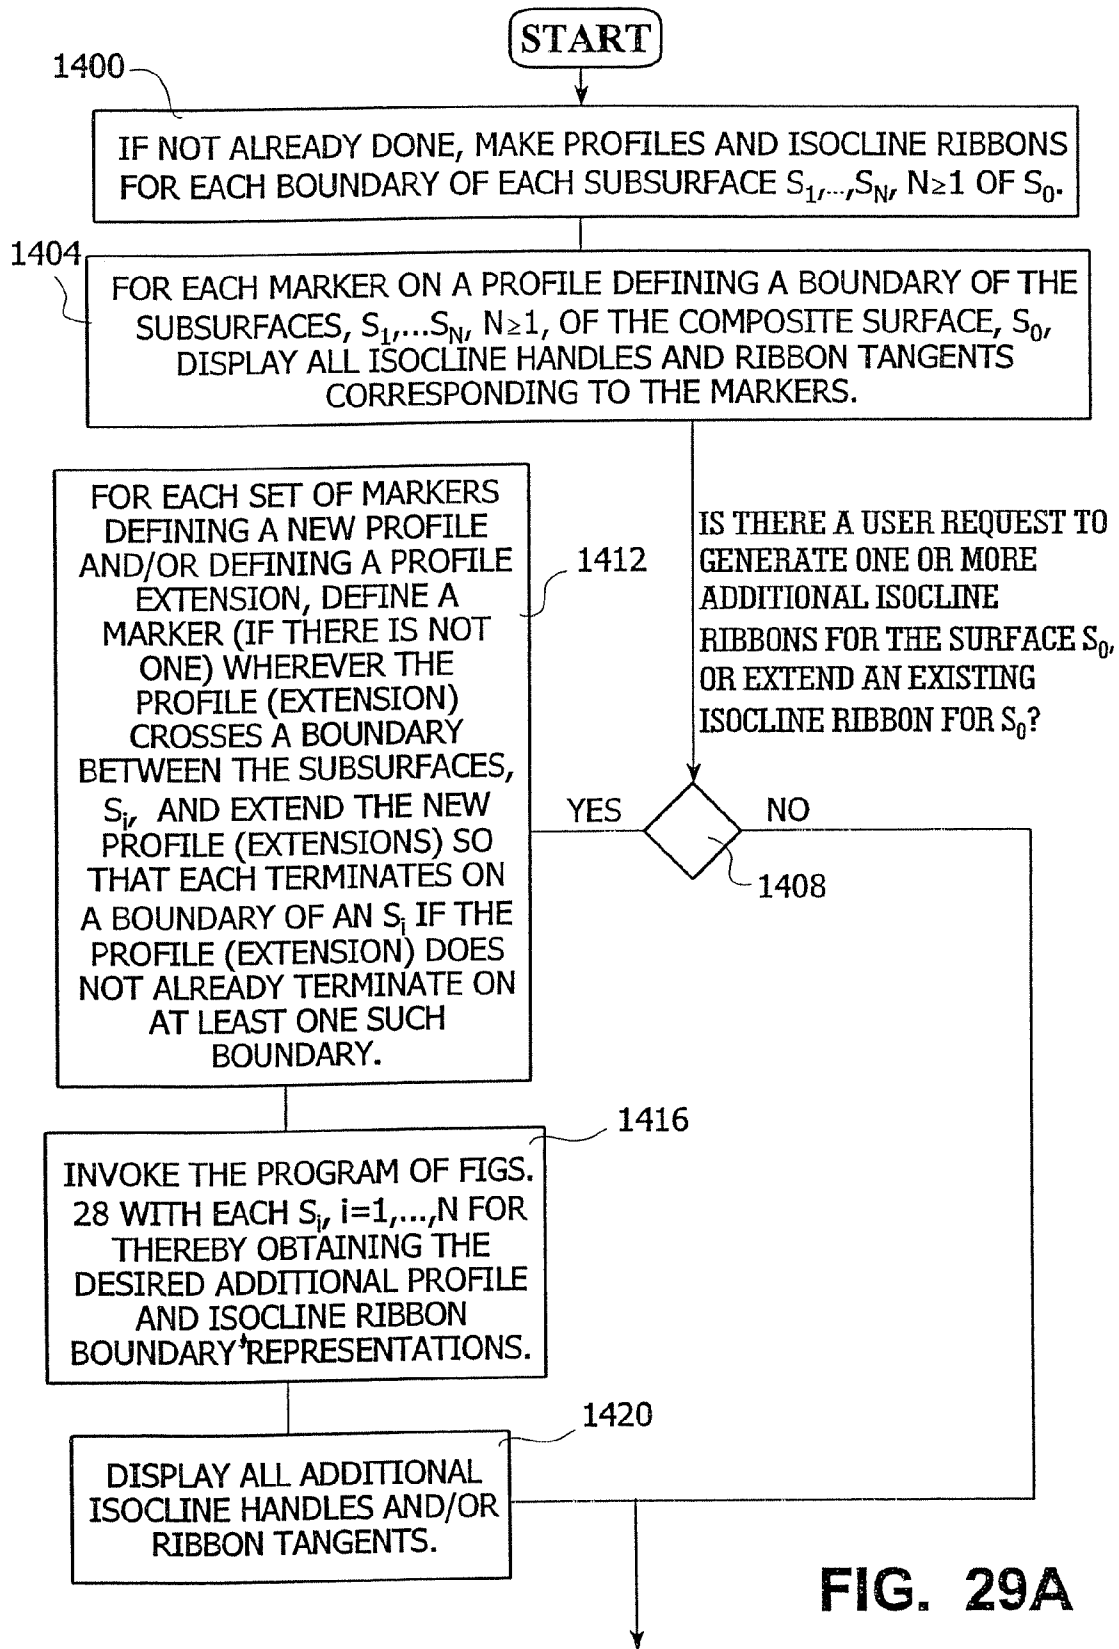 START
1400
IF NOT ALREADY DONE, MAKE PROFILES AND ISOCLINE RIBBONS
FOR EACH BOUNDARY OF EACH SUBSURFACE S₁,...,S_N, N≥1 OF S₀.
1404
FOR EACH MARKER ON A PROFILE DEFINING A BOUNDARY OF THE
SUBSURFACES, S₁,...S_N, N≥1, OF THE COMPOSITE SURFACE, S₀,
DISPLAY ALL ISOCLINE HANDLES AND RIBBON TANGENTS
CORRESPONDING TO THE MARKERS.
IS THERE A USER REQUEST TO
GENERATE ONE OR MORE
ADDITIONAL ISOCLINE
RIBBONS FOR THE SURFACE S₀,
OR EXTEND AN EXISTING
ISOCLINE RIBBON FOR S₀?
YES
NO
1408
FOR EACH SET OF MARKERS
DEFINING A NEW PROFILE
AND/OR DEFINING A PROFILE
EXTENSION, DEFINE A
MARKER (IF THERE IS NOT
ONE) WHEREVER THE
PROFILE (EXTENSION)
CROSSES A BOUNDARY
BETWEEN THE SUBSURFACES,
Sᵢ, AND EXTEND THE NEW
PROFILE (EXTENSIONS) SO
THAT EACH TERMINATES ON
A BOUNDARY OF AN Sᵢ IF THE
PROFILE (EXTENSION) DOES
NOT ALREADY TERMINATE ON
AT LEAST ONE SUCH
BOUNDARY.
1412
1416
INVOKE THE PROGRAM OF FIGS.
28 WITH EACH Sᵢ, i=1,...,N FOR
THEREBY OBTAINING THE
DESIRED ADDITIONAL PROFILE
AND ISOCLINE RIBBON
BOUNDARY REPRESENTATIONS.
1420
DISPLAY ALL ADDITIONAL
ISOCLINE HANDLES AND/OR
RIBBON TANGENTS.
FIG. 29A